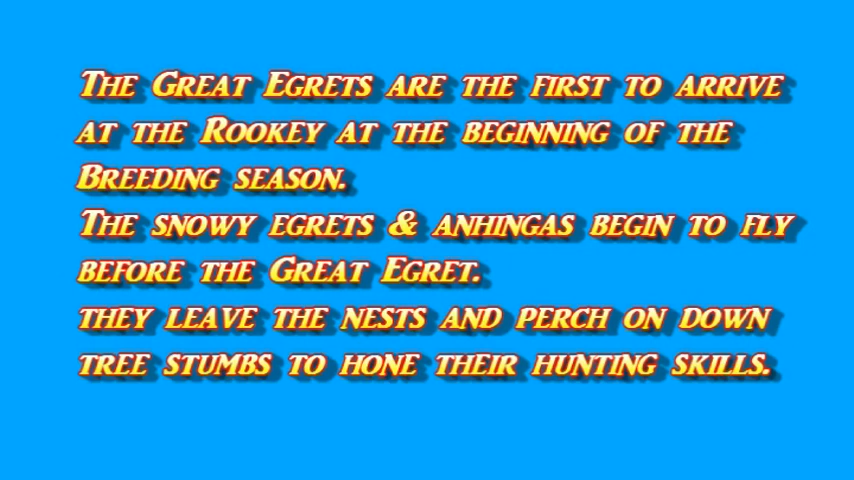 The Great Egrets are the first to arrive
at the Rookey at the beginning of the
Breeding season.
The snowy egrets & anhingas begin to fly
before the Great Egret.
they leave the nests and perch on down
tree stumbs to hone their hunting skills.